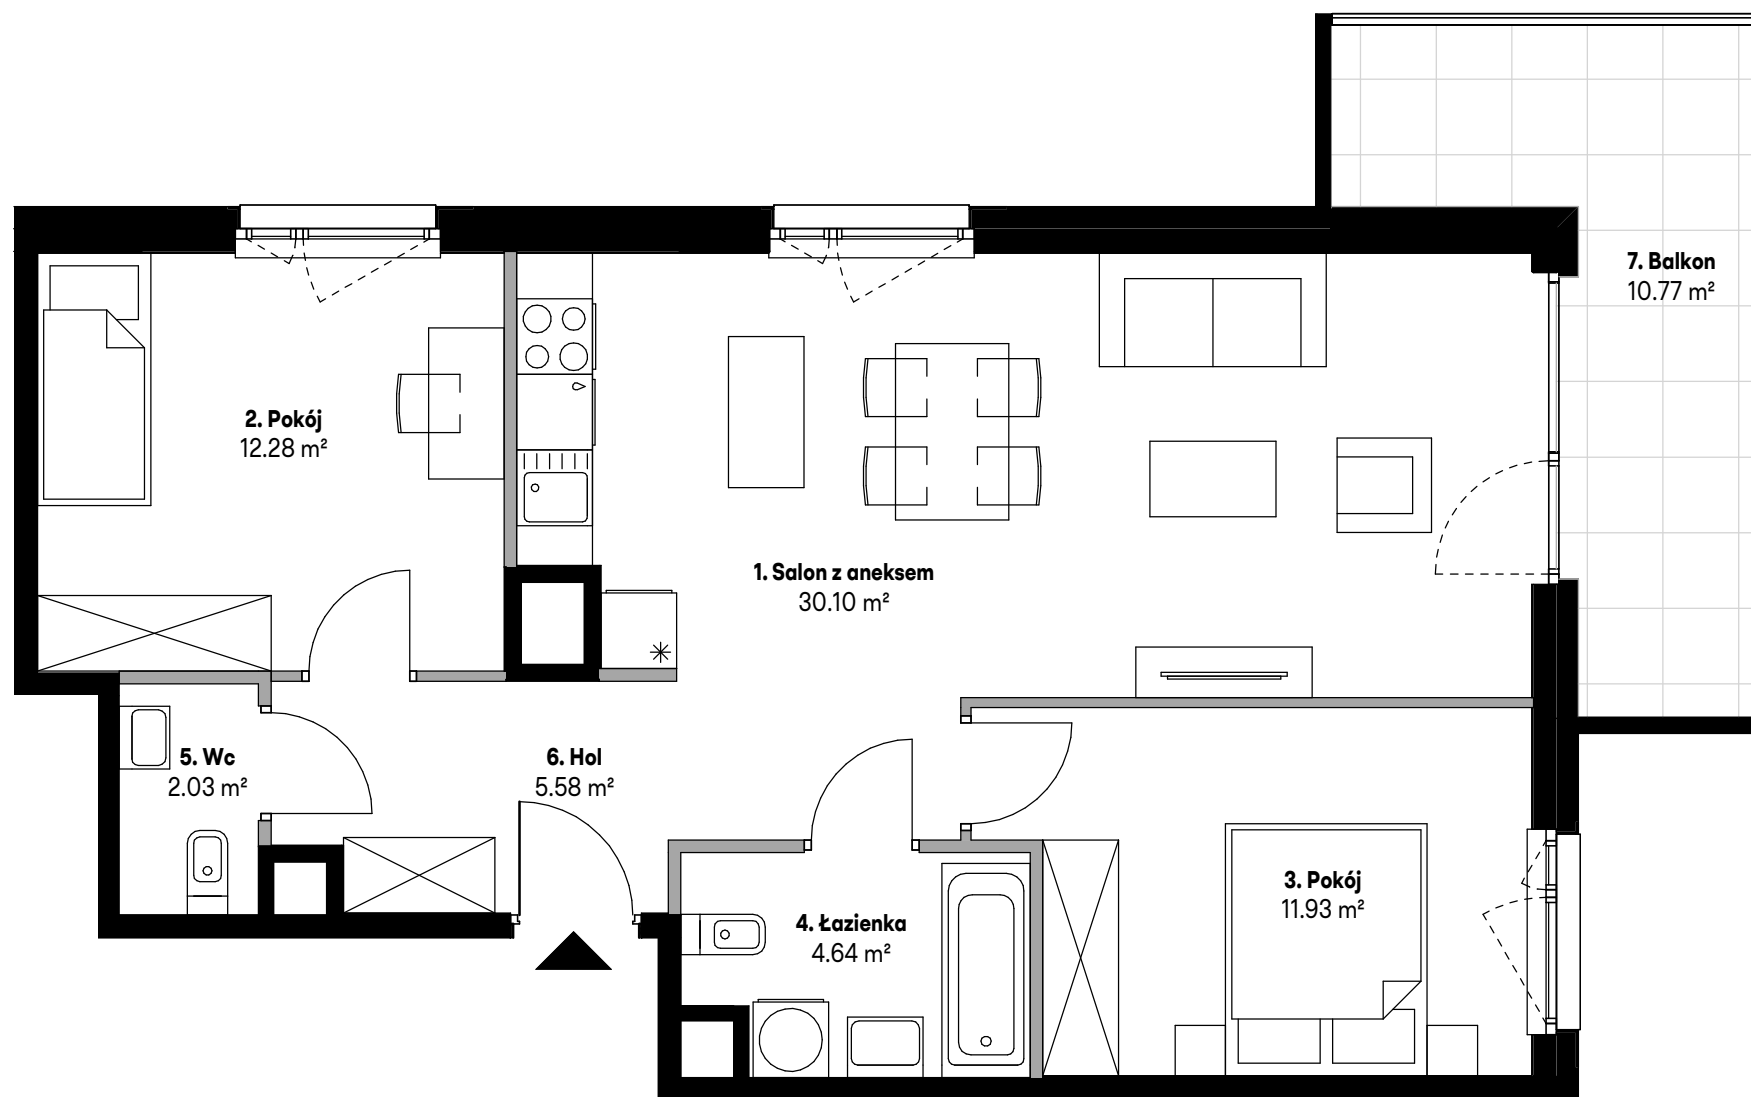 7. Balkon
10.77 m²
2. Pokój
12.28 m²
1. Salon z aneksem
30.10 m²
5. Wc
2.03 m²
6. Hol
5.58 m²
3. Pokój
11.93 m²
4. Łazienka
4.64 m²